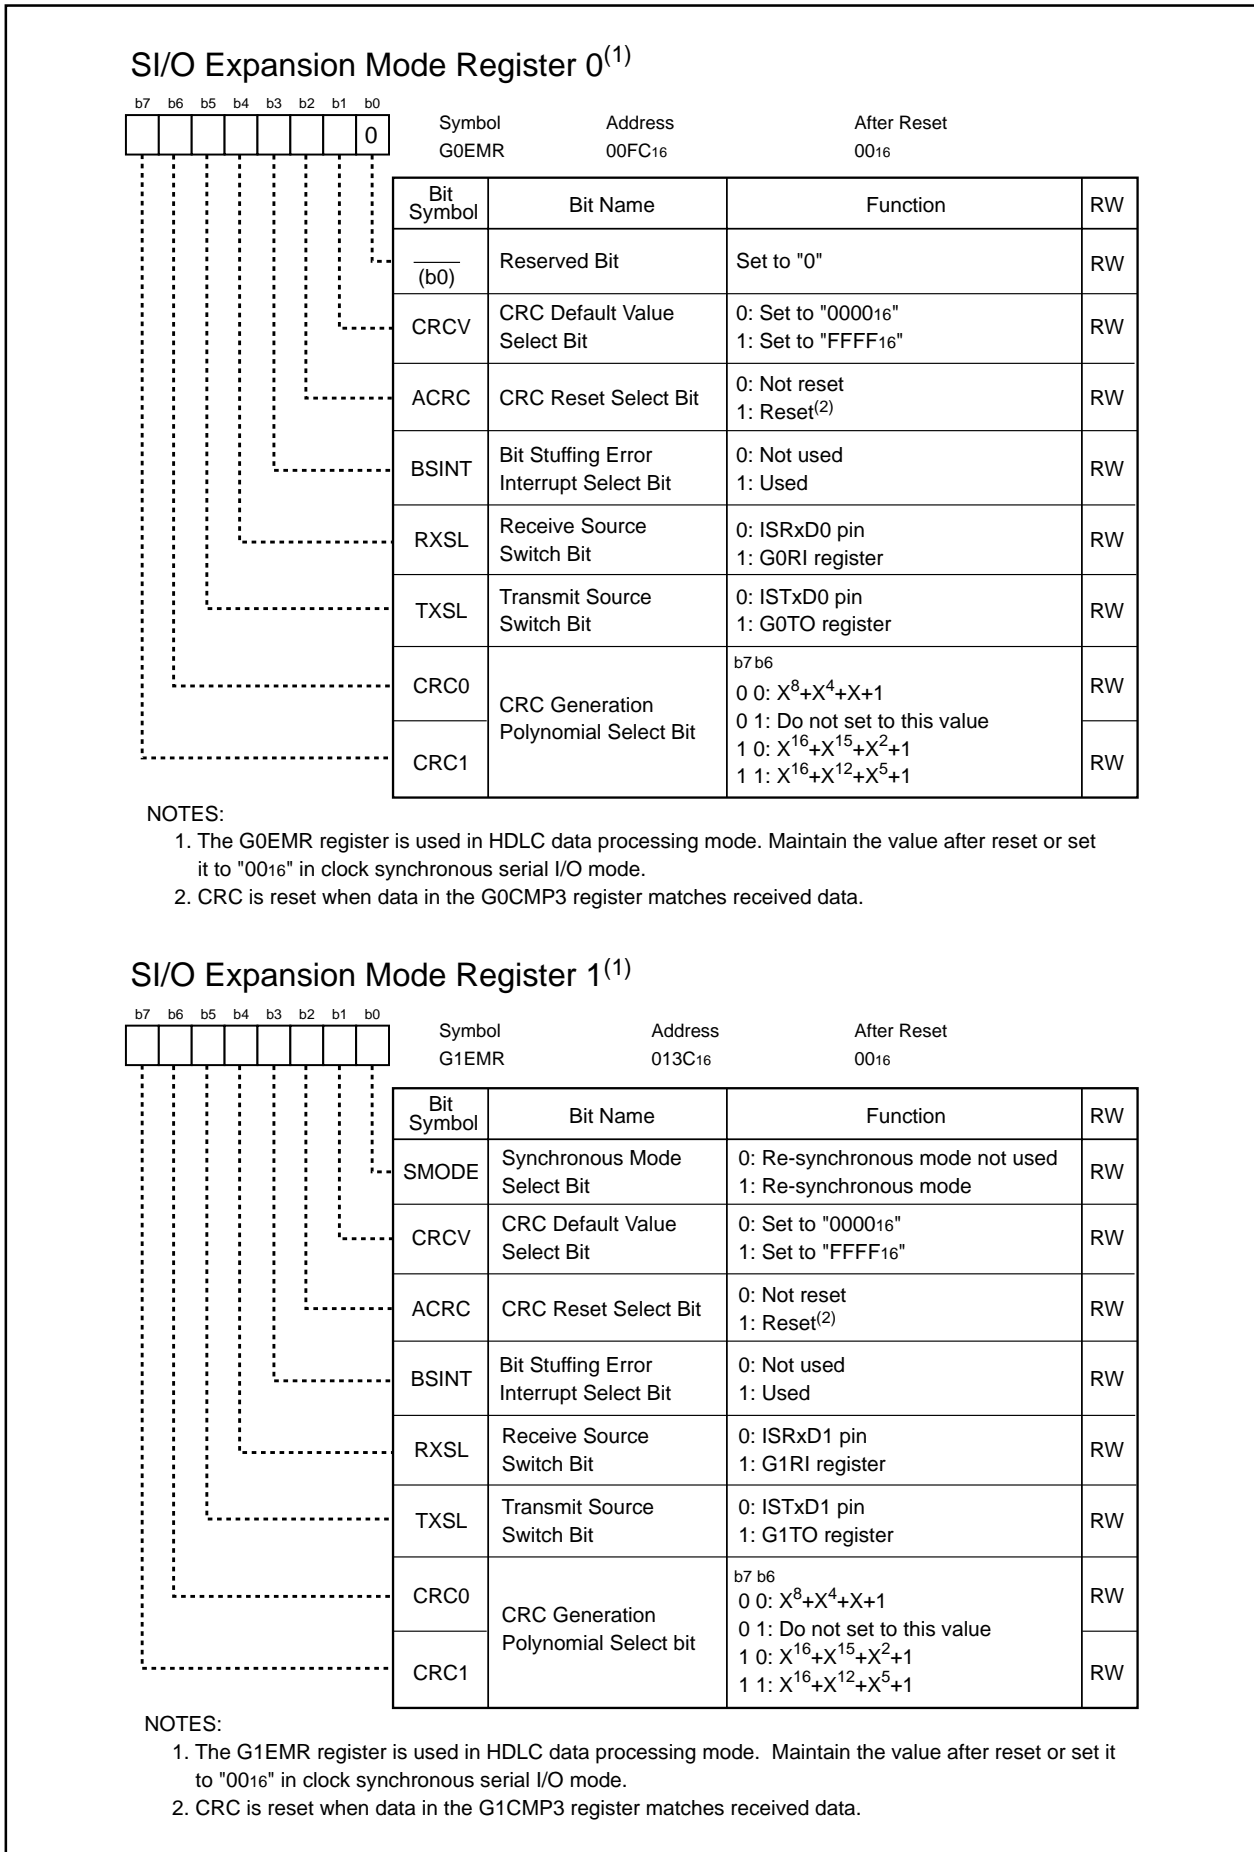 SI/O Expansion Mode Register 0(1)
b7 b6 b5 b4 b3 b2 b1 b0
0
Symbol Address After Reset
G0EMR 00FC16 0016
Bit Symbol Bit Name Function RW
(b0) Reserved Bit Set to "0" RW
CRCV CRC Default Value Select Bit 0: Set to "000016" RW
1: Set to "FFFF16"
ACRC CRC Reset Select Bit 0: Not reset RW
1: Reset(2)
BSINT Bit Stuffing Error Interrupt Select Bit 0: Not used RW
1: Used
RXSL Receive Source Switch Bit 0: ISRxD0 pin RW
1: G0RI register
TXSL Transmit Source Switch Bit 0: ISTxD0 pin RW
1: G0TO register
b7 b6
CRC0 CRC Generation Polynomial Select Bit 0 0: X8+X4+X+1 RW
0 1: Do not set to this value
CRC1 1 0: X16+X15+X2+1 RW
1 1: X16+X12+X5+1
NOTES:
1. The G0EMR register is used in HDLC data processing mode. Maintain the value after reset or set
it to "0016" in clock synchronous serial I/O mode.
2. CRC is reset when data in the G0CMP3 register matches received data.
SI/O Expansion Mode Register 1(1)
b7 b6 b5 b4 b3 b2 b1 b0
Symbol Address After Reset
G1EMR 013C16 0016
Bit Symbol Bit Name Function RW
SMODE Synchronous Mode Select Bit 0: Re-synchronous mode not used RW
1: Re-synchronous mode
CRCV CRC Default Value Select Bit 0: Set to "000016" RW
1: Set to "FFFF16"
ACRC CRC Reset Select Bit 0: Not reset RW
1: Reset(2)
BSINT Bit Stuffing Error Interrupt Select Bit 0: Not used RW
1: Used
RXSL Receive Source Switch Bit 0: ISRxD1 pin RW
1: G1RI register
TXSL Transmit Source Switch Bit 0: ISTxD1 pin RW
1: G1TO register
b7 b6
CRC0 CRC Generation Polynomial Select bit 0 0: X8+X4+X+1 RW
0 1: Do not set to this value
CRC1 1 0: X16+X15+X2+1 RW
1 1: X16+X12+X5+1
NOTES:
1. The G1EMR register is used in HDLC data processing mode. Maintain the value after reset or set it
to "0016" in clock synchronous serial I/O mode.
2. CRC is reset when data in the G1CMP3 register matches received data.